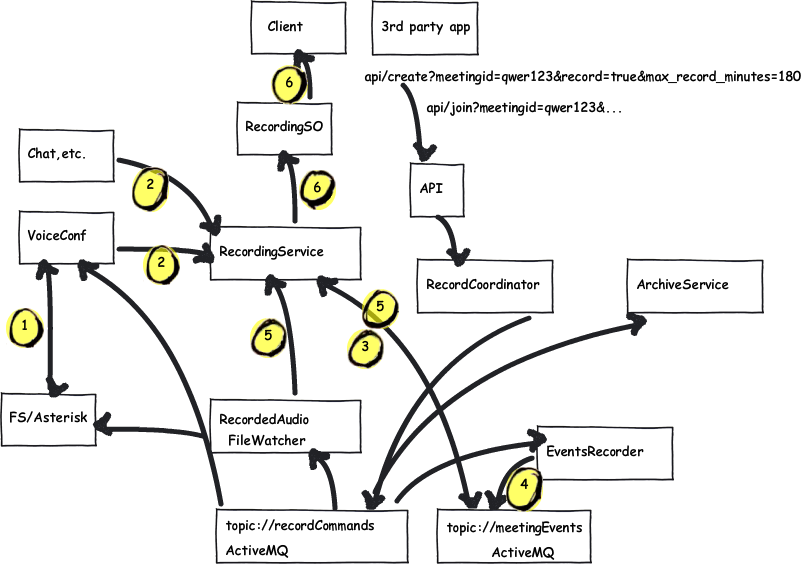 Client
3rd party app
api/create?meetingid=qwer123&record=true&max_record_minutes=180
6
api/join?meetingid=qwer123&...
RecordingSO
Chat,etc.
2
6
API
VoiceConf
RecordingService
2
RecordCoordinator
ArchiveService
1
5
5
3
FS/Asterisk
RecordedAudio
FileWatcher
EventsRecorder
4
topic://recordCommands
ActiveMQ
topic://meetingEvents
ActiveMQ